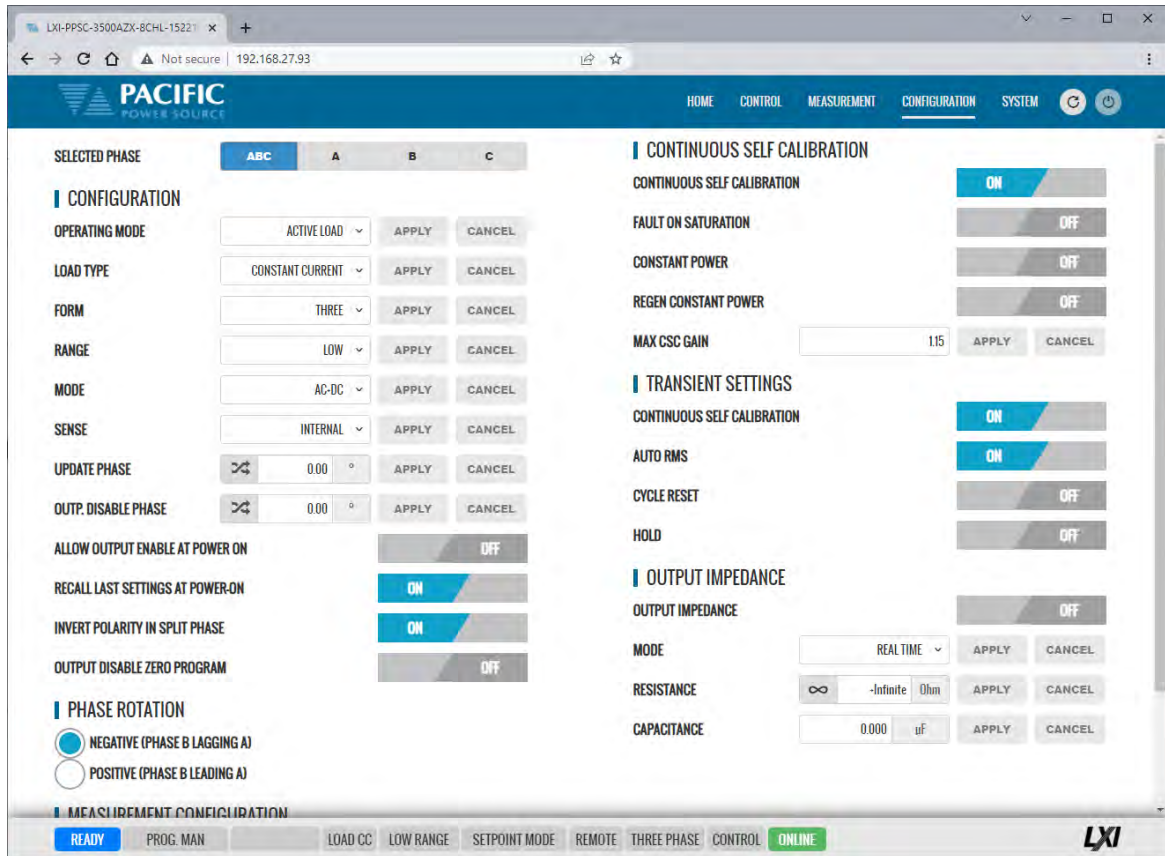 LXI-PPSC-3500AZX-8CHL-15221
Not secure | 192.168.27.93
PACIFIC
POWER SOURCE
HOME CONTROL MEASUREMENT CONFIGURATION SYSTEM
SELECTED PHASE ABC A B C
CONFIGURATION
OPERATING MODE ACTIVE LOAD APPLY CANCEL
LOAD TYPE CONSTANT CURRENT APPLY CANCEL
FORM THREE APPLY CANCEL
RANGE LOW APPLY CANCEL
MODE AC-DC APPLY CANCEL
SENSE INTERNAL APPLY CANCEL
UPDATE PHASE 0.00 ° APPLY CANCEL
OUTP. DISABLE PHASE 0.00 ° APPLY CANCEL
ALLOW OUTPUT ENABLE AT POWER ON OFF
RECALL LAST SETTINGS AT POWER-ON ON
INVERT POLARITY IN SPLIT PHASE ON
OUTPUT DISABLE ZERO PROGRAM OFF
PHASE ROTATION
NEGATIVE (PHASE B LAGGING A)
POSITIVE (PHASE B LEADING A)
MEASUREMENT CONFIGURATION
CONTINUOUS SELF CALIBRATION
CONTINUOUS SELF CALIBRATION ON
FAULT ON SATURATION OFF
CONSTANT POWER OFF
REGEN CONSTANT POWER OFF
MAX CSC GAIN 1.15 APPLY CANCEL
TRANSIENT SETTINGS
CONTINUOUS SELF CALIBRATION ON
AUTO RMS ON
CYCLE RESET OFF
HOLD OFF
OUTPUT IMPEDANCE
OUTPUT IMPEDANCE OFF
MODE REAL TIME APPLY CANCEL
RESISTANCE ∞ -Infinite Ohm APPLY CANCEL
CAPACITANCE 0.000 uF APPLY CANCEL
READY PROG. MAN LOAD CC LOW RANGE SETPOINT MODE REMOTE THREE PHASE CONTROL ONLINE LXI